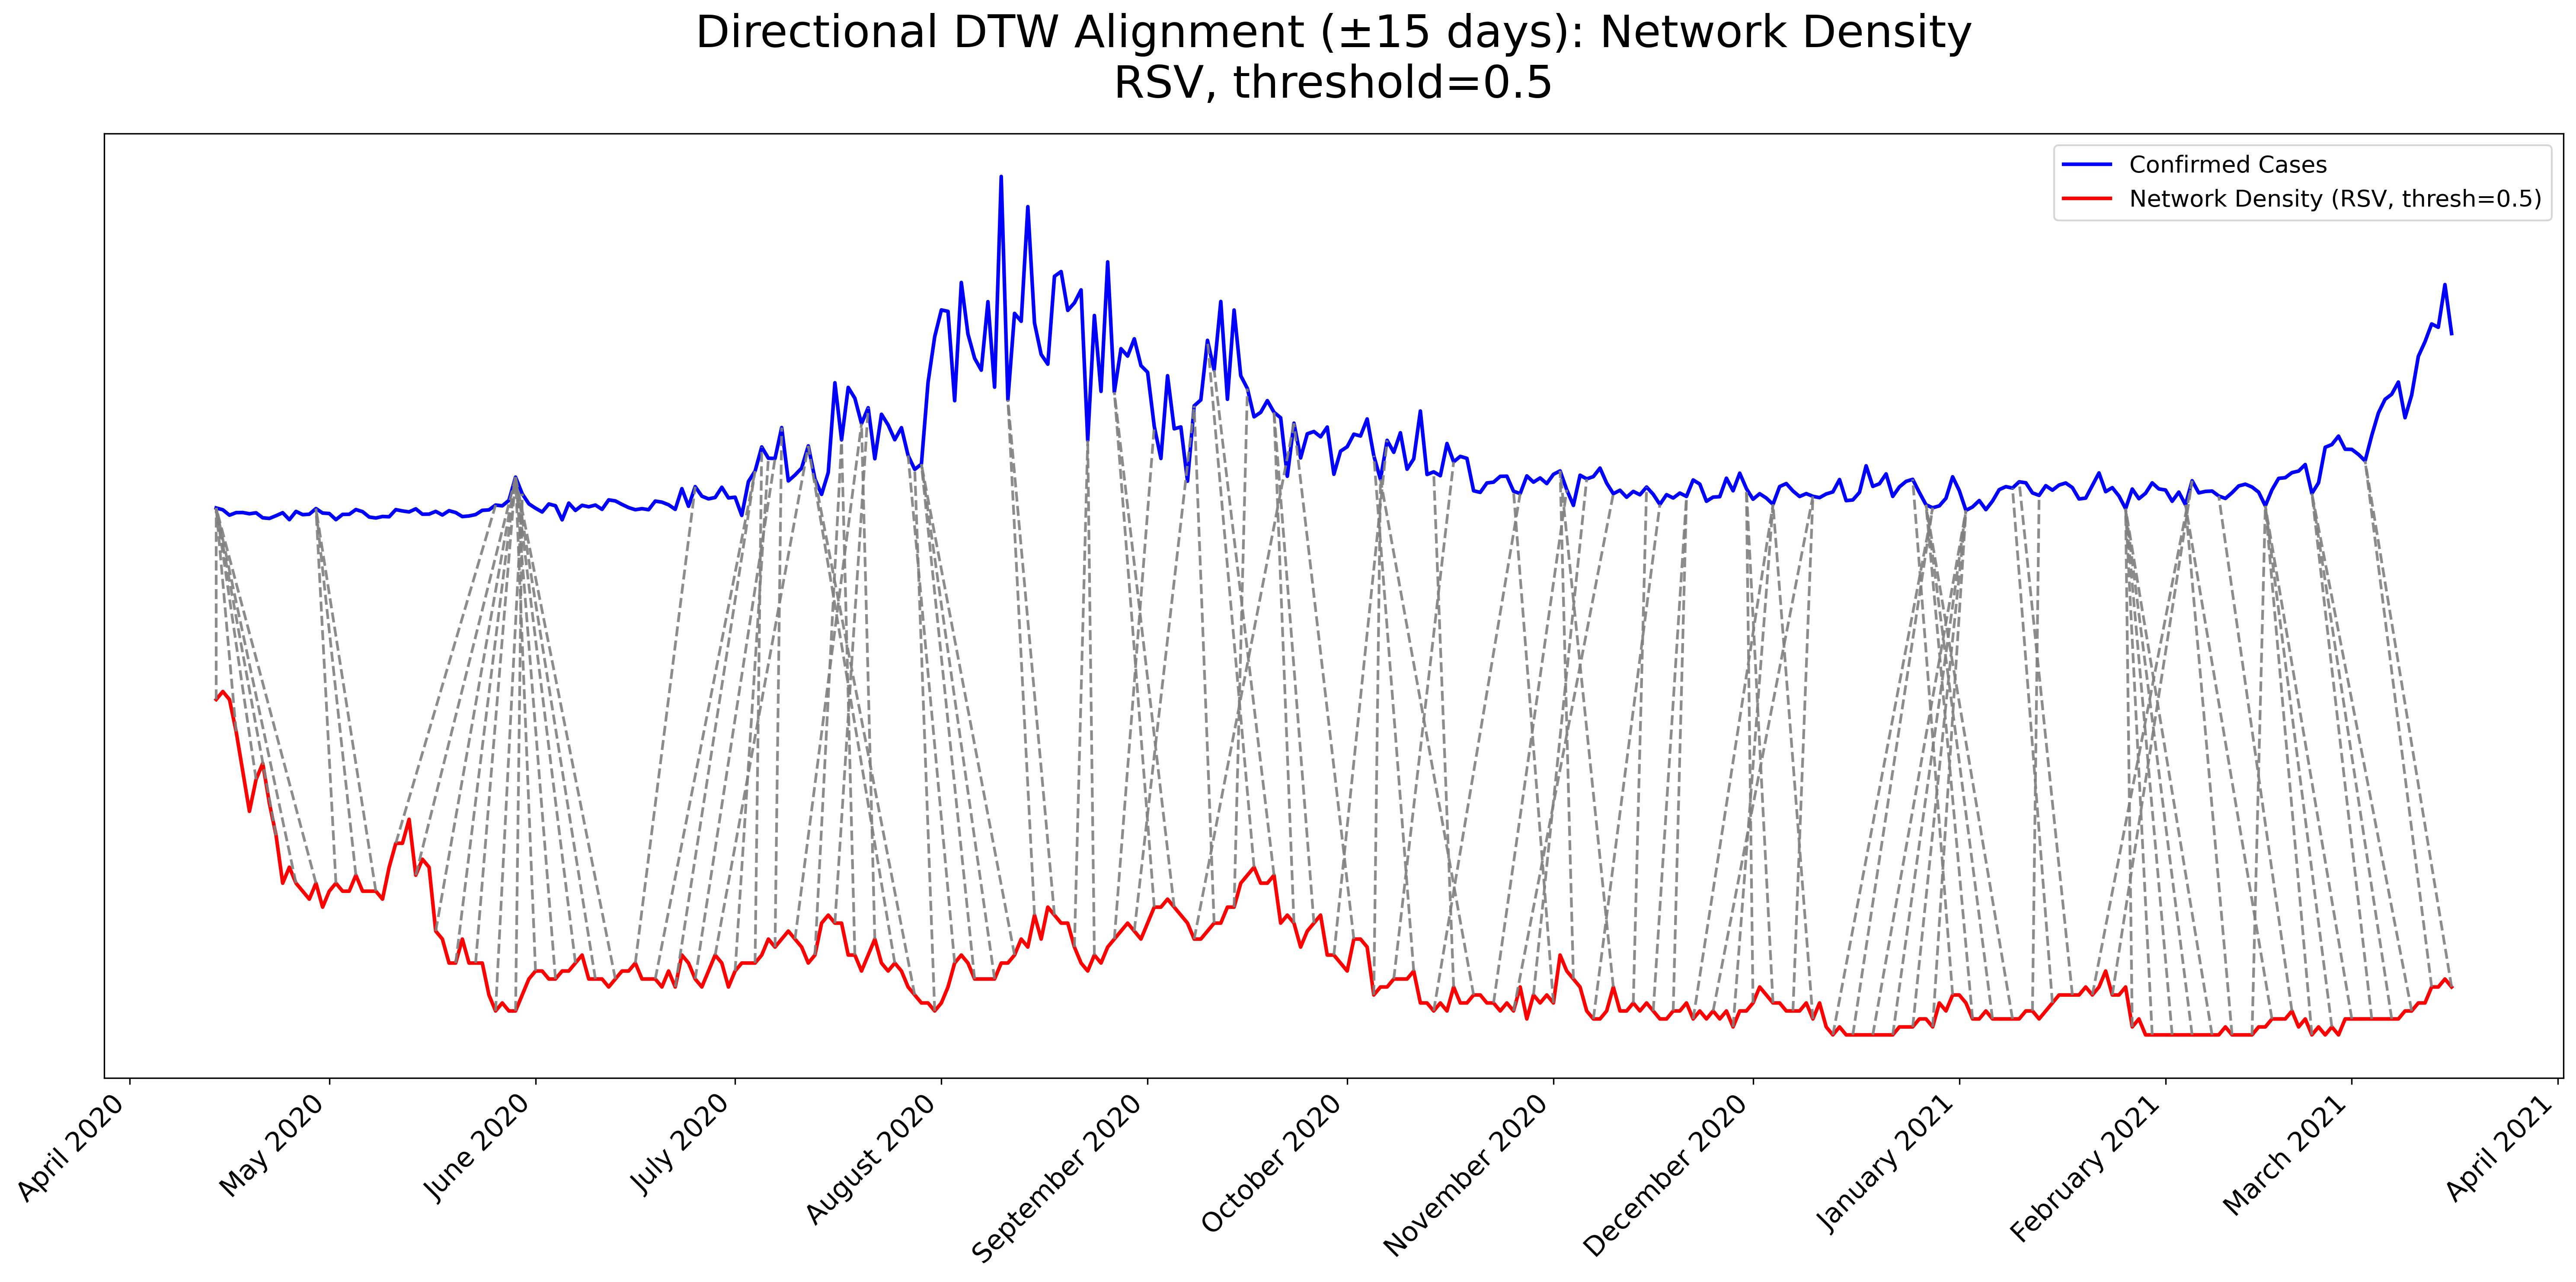 Directional DTW Alignment (±15 days): Network Density
RSV, threshold=0.5
Confirmed Cases
Network Density (RSV, thresh=0.5)
April 2020
May 2020
June 2020
July 2020
August 2020
September 2020
October 2020
November 2020
December 2020
January 2021
February 2021
March 2021
April 2021